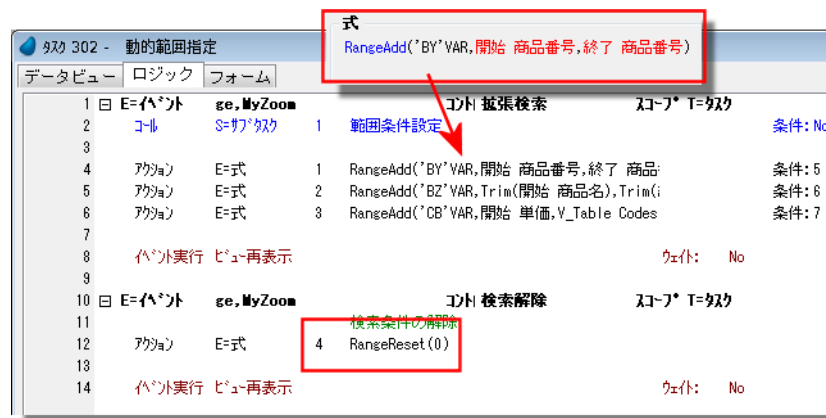 式
RangeAdd('BY'VAR,開始 商品番号,終了 商品番号)
ﾀｽｸ 302 - 動的範囲指定
データビュー ロジック フォーム
1 E=ｲﾍﾞﾝﾄ ge,MyZoom ｺﾝﾄﾛ 拡張検索 ｽｺｰﾌﾟ T=ﾀｽｸ
2 ｺｰﾙ S=ｻﾌﾞﾀｽｸ 1 範囲条件設定 条件: No
3
4 ｱｸｼｮﾝ E=式 1 RangeAdd('BY'VAR,開始 商品番号,終了 商品 条件: 5
5 ｱｸｼｮﾝ E=式 2 RangeAdd('BZ'VAR,Trim(開始 商品名),Trim( 条件: 6
6 ｱｸｼｮﾝ E=式 3 RangeAdd('CB'VAR,開始 単価,V_Table Codes 条件: 7
7
8 ｲﾍﾞﾝﾄ実行 ﾋﾞｭｰ再表示 ｳｪｲﾄ: No
9
10 E=ｲﾍﾞﾝﾄ ge,MyZoom ｺﾝﾄﾛ 検索解除 ｽｺｰﾌﾟ T=ﾀｽｸ
11 検索条件の解除
12 ｱｸｼｮﾝ E=式 4 RangeReset(0)
13
14 ｲﾍﾞﾝﾄ実行 ﾋﾞｭｰ再表示 ｳｪｲﾄ: No